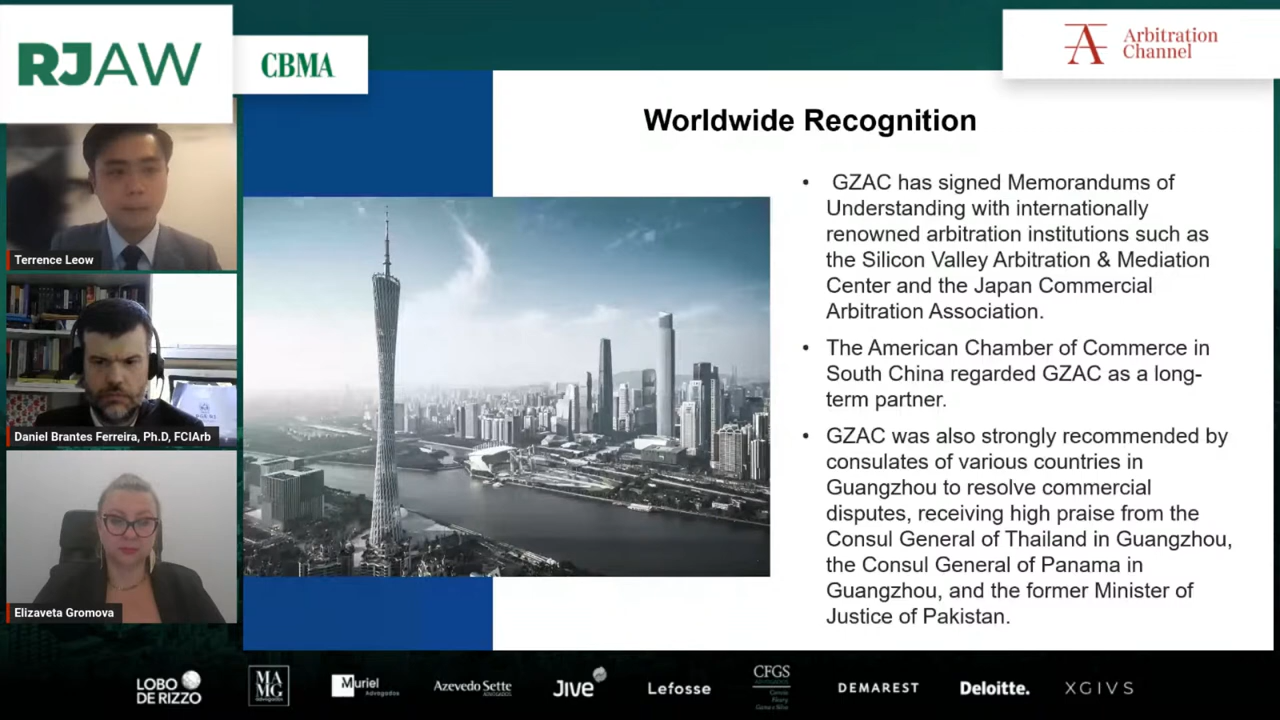 RJAW
CBMA
Arbitration
Channel
Worldwide Recognition
Terrence Leow
Daniel Brantes Ferreira, Ph.D, FCIArb
Elizaveta Gromova
• GZAC has signed Memorandums of
Understanding with internationally
renowned arbitration institutions such as
the Silicon Valley Arbitration & Mediation
Center and the Japan Commercial
Arbitration Association.
• The American Chamber of Commerce in
South China regarded GZAC as a long-
term partner.
• GZAC was also strongly recommended by
consulates of various countries in
Guangzhou to resolve commercial
disputes, receiving high praise from the
Consul General of Thailand in Guangzhou,
the Consul General of Panama in
Guangzhou, and the former Minister of
Justice of Pakistan.
LOBO
DE RIZZO
MA
MG
Muriel
Advogados
Azevedo Sette
ADVOGADOS
JIVE
Lefosse
CFGS
DEMAREST
Deloitte.
XGIVS